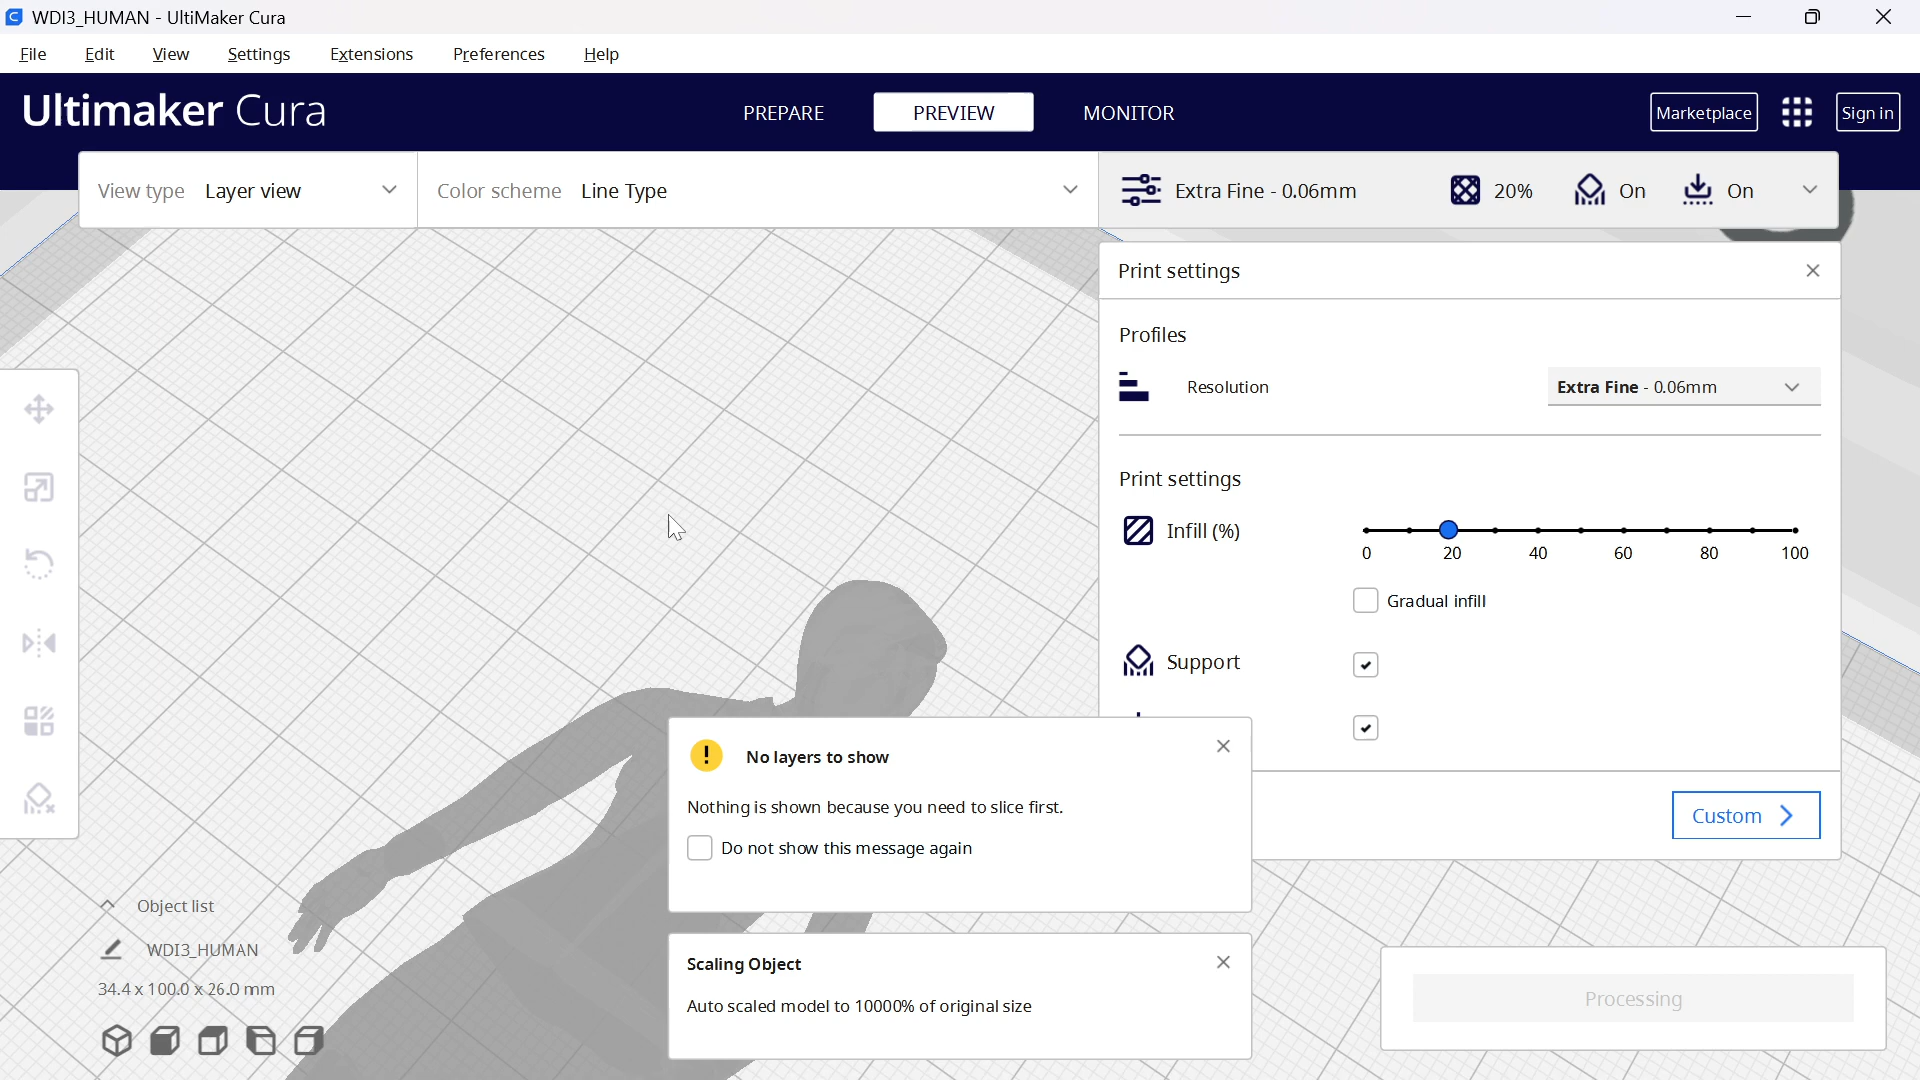 WDI3_HUMAN - UltiMaker Cura
File Edit View Settings Extensions Preferences Help
Ultimaker Cura
PREPARE PREVIEW MONITOR
Marketplace Sign in
View type Layer view
Color scheme Line Type
Extra Fine - 0.06mm 20% On On
Print settings
Profiles
Resolution Extra Fine - 0.06mm
Print settings
Infill (%)
0 20 40 60 80 100
Gradual infill
Support
No layers to show
Nothing is shown because you need to slice first.
Do not show this message again
Custom
Object list
WDI3_HUMAN
34.4 x 100.0 x 26.0 mm
Scaling Object
Auto scaled model to 10000% of original size
Processing